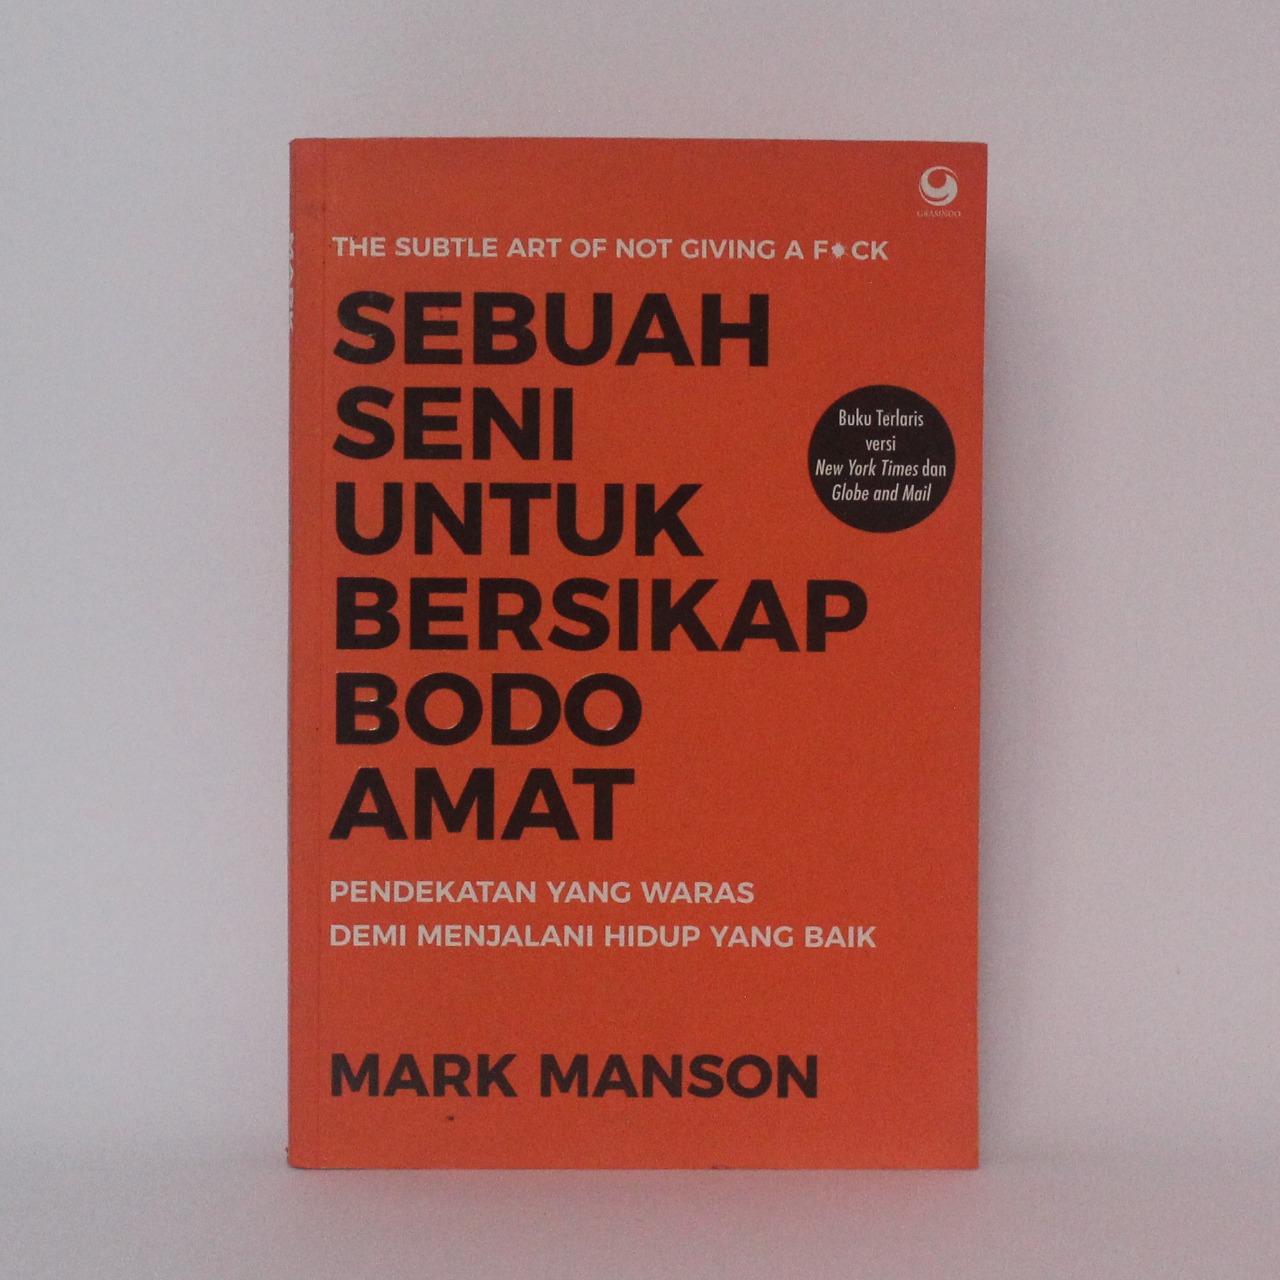 GRASINDO
THE SUBTLE ART OF NOT GIVING A F*CK
SEBUAH
SENI
UNTUK
BERSIKAP
BODO
AMAT
Buku Terlaris
versi
New York Times dan
Globe and Mail
PENDEKATAN YANG WARAS
DEMI MENJALANI HIDUP YANG BAIK
MARK MANSON